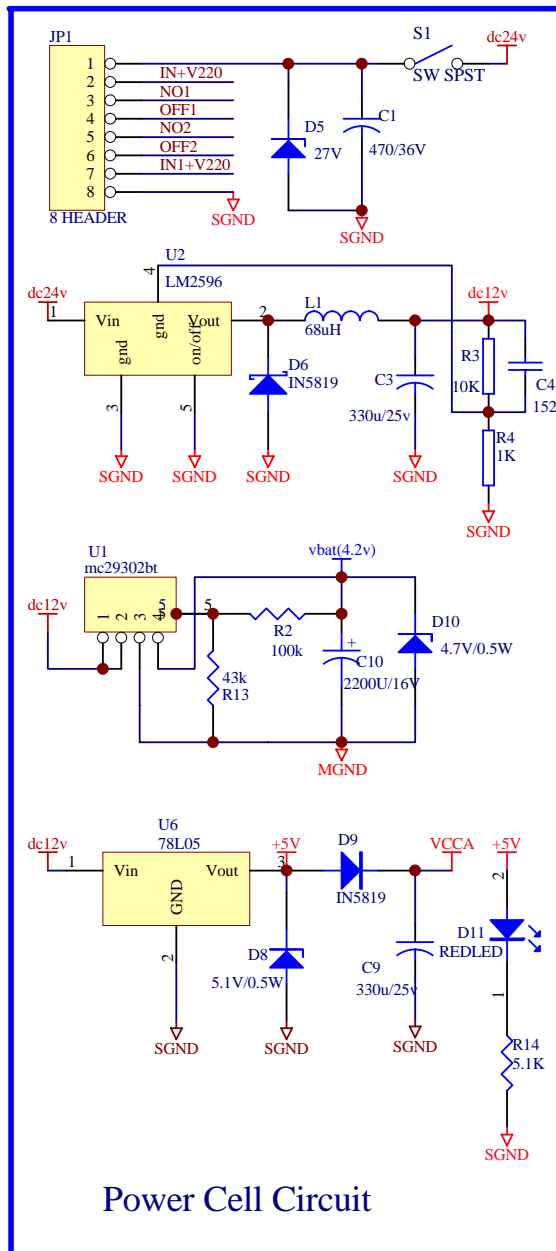 JP1
S1
dc24v
1
IN+V220
SW SPST
2
NO1
3
OFF1
4
NO2
5
OFF2
6
IN1+V220
7
8
D5
27V
C1
470/36V
8 HEADER
SGND
SGND
U2
LM2596
4
dc24v
1
Vin
gnd
Vout
2
gnd
on/off
3
5
L1
68uH
dc12v
D6
IN5819
C3
330u/25v
R3
10K
C4
152
R4
1K
SGND
SGND
SGND
SGND
SGND
U1
mc29302bt
vbat(4.2v)
dc12v
1
2
3
4
5
5
R2
100k
D10
4.7V/0.5W
C10
2200U/16V
+
43k
R13
MGND
U6
78L05
dc12v
1
Vin
Vout
3
GND
2
+5V
D9
IN5819
VCCA
+5V
2
D8
5.1V/0.5W
C9
330u/25v
D11
REDLED
1
R14
5.1K
SGND
SGND
SGND
SGND
Power Cell Circuit